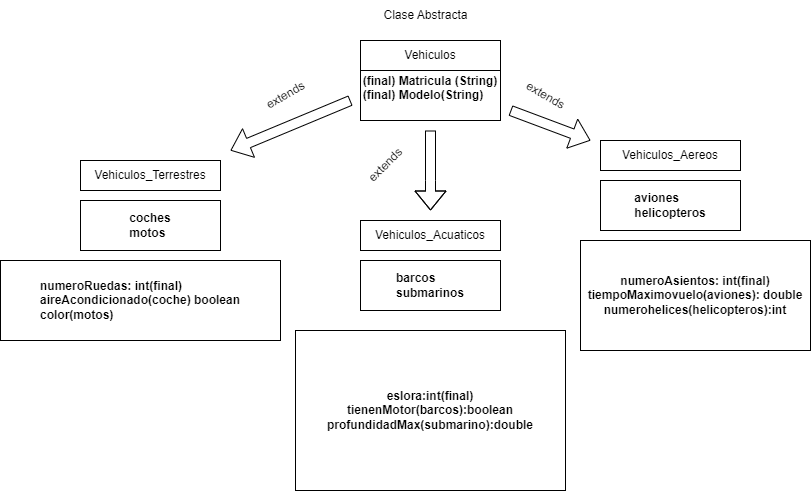 Clase Abstracta
Vehiculos
(final) Matricula (String)
(final) Modelo(String)
extends
extends
extends
Vehiculos_Terrestres
coches
motos
numeroRuedas: int(final)
aireAcondicionado(coche) boolean
color(motos)
Vehiculos_Acuaticos
barcos
submarinos
eslora:int(final)
tienenMotor(barcos):boolean
profundidadMax(submarino):double
Vehiculos_Aereos
aviones
helicopteros
numeroAsientos: int(final)
tiempoMaximovuelo(aviones): double
numerohelices(helicopteros):int